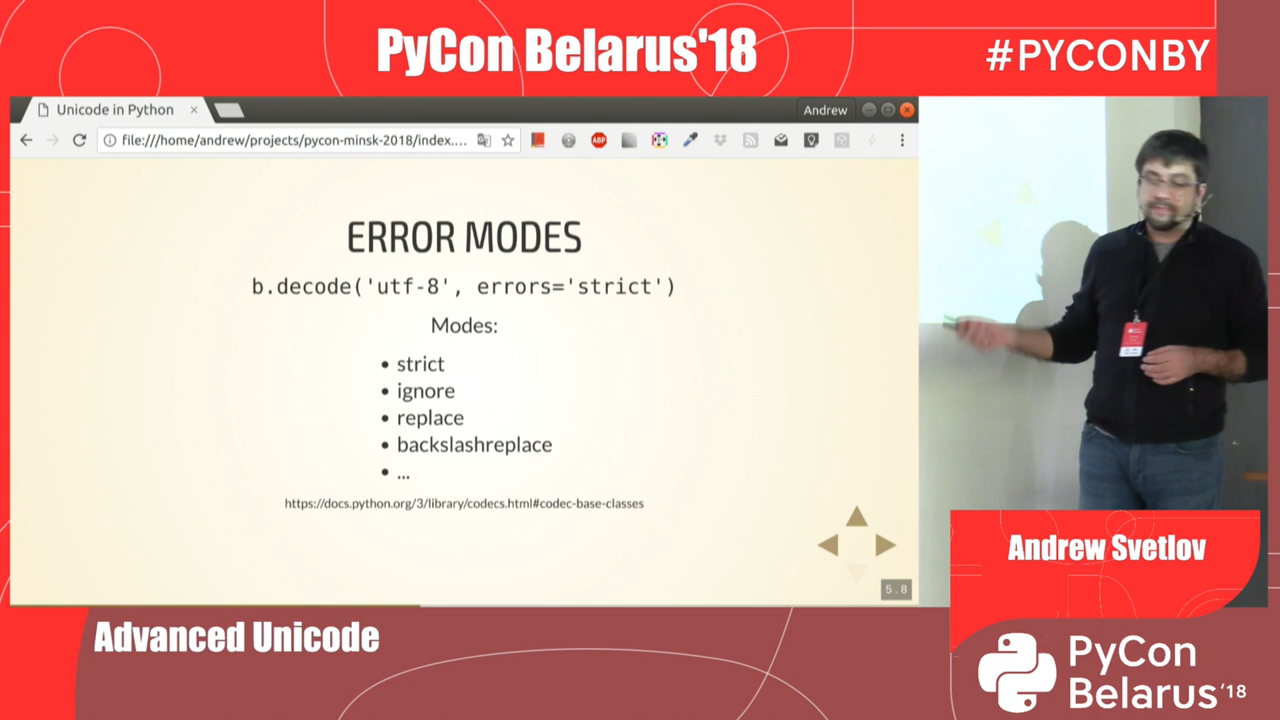 PyCon Belarus'18
#PYCONBY
Unicode in Python
Andrew
file:///home/andrew/projects/pycon-minsk-2018/index....
ABP
ERROR MODES
b.decode('utf-8', errors='strict')
Modes:
• strict
• ignore
• replace
• backslashreplace
• ...
https://docs.python.org/3/library/codecs.html#codec-base-classes
5.8
Andrew Svetlov
Advanced Unicode
PyCon
Belarus'18